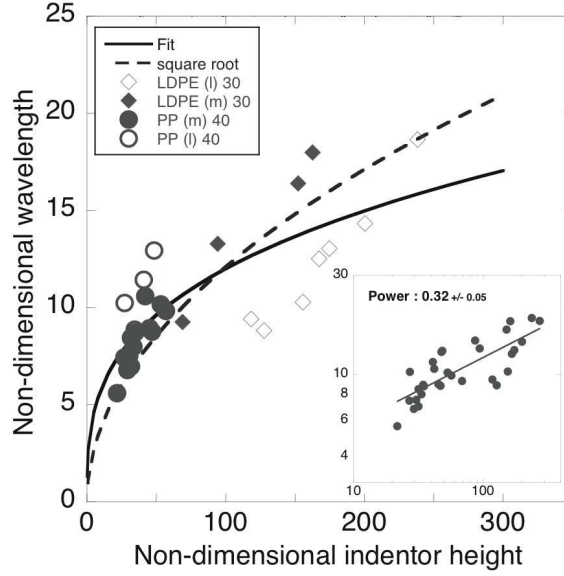 25
20
15
10
5
0
Non-dimensional wavelength
Fit
square root
LDPE (l) 30
LDPE (m) 30
PP (m) 40
PP (l) 40
30
10
8
6
4
Power : 0.32 +/- 0.05
10 100
0 100 200 300
Non-dimensional indentor height